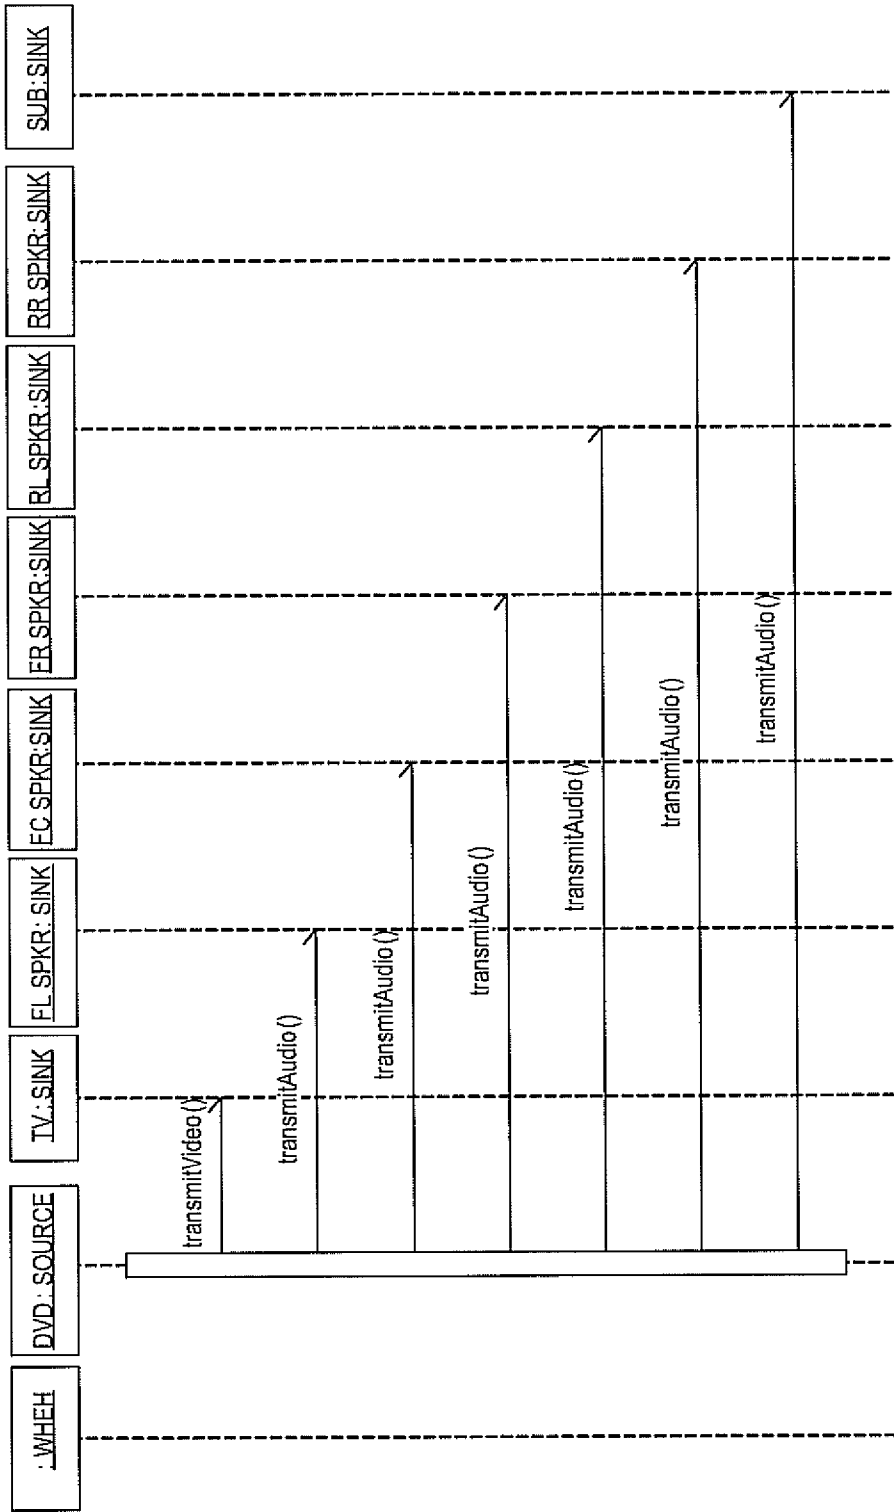 : WHEH
DVD: SOURCE
TV: SINK
FL SPKR: SINK
FC SPKR: SINK
FR SPKR: SINK
RL SPKR: SINK
RR SPKR: SINK
SUB: SINK
transmitVideo()
transmitAudio()
transmitAudio()
transmitAudio()
transmitAudio()
transmitAudio()
transmitAudio()